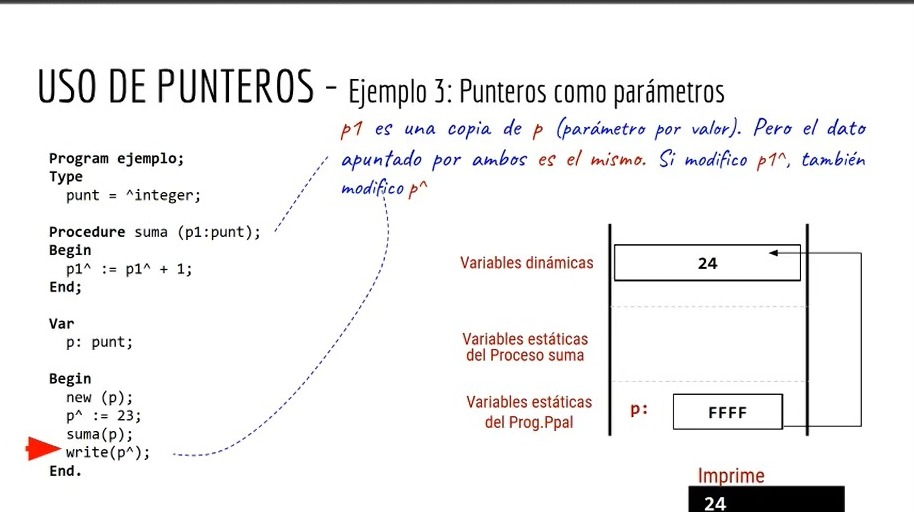 USO DE PUNTEROS - Ejemplo 3: Punteros como parámetros
p1 es una copia de p (parámetro por valor). Pero el dato
apuntado por ambos es el mismo. Si modifico p1^, también
modifico p^
Program ejemplo;
Type
punt = ^integer;
Procedure suma (p1:punt);
Begin
p1^ := p1^ + 1;
End;
Var
p: punt;
Begin
new (p);
p^ := 23;
suma(p);
write(p^);
End.
Variables dinámicas
24
Variables estáticas
del Proceso suma
Variables estáticas
del Prog.Ppal
p:
FFFF
Imprime
24